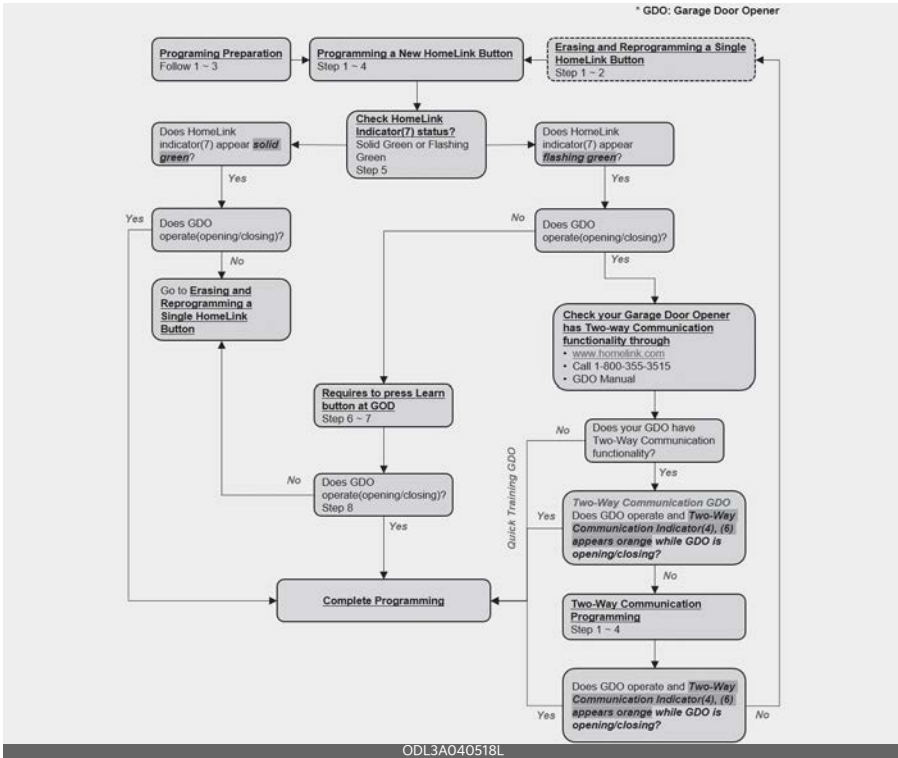 * GDO: Garage Door Opener
Programing Preparation
Follow 1 ~ 3
Programming a New HomeLink Button
Step 1 ~ 4
Erasing and Reprogramming a Single
HomeLink Button
Step 1 ~ 2
Does HomeLink
indicator(7) appear solid
green?
Check HomeLink
Indicator(7) status?
Solid Green or Flashing
Green
Step 5
Does HomeLink
indicator(7) appear
flashing green?
Yes
Yes
Yes
Does GDO
operate(opening/closing)?
No
Does GDO
operate(opening/closing)?
No
Yes
Go to Erasing and
Reprogramming a
Single HomeLink
Button
Check your Garage Door Opener
has Two-way Communication
functionality through
• www.homelink.com
• Call 1-800-355-3515
• GDO Manual
Requires to press Learn
button at GOD
Step 6 ~ 7
No
Does your GDO have
Two-Way Communication
functionality?
Quick Training GDO
Yes
No
Does GDO
operate(opening/closing)?
Step 8
Yes
Yes
Two-Way Communication GDO
Does GDO operate and Two-Way
Communication Indicator(4), (6)
appears orange while GDO is
opening/closing?
No
Complete Programming
Two-Way Communication
Programming
Step 1 ~ 4
Does GDO operate and Two-Way
Communication Indicator(4), (6)
appears orange while GDO is
opening/closing?
Yes
No
ODL3A040518L